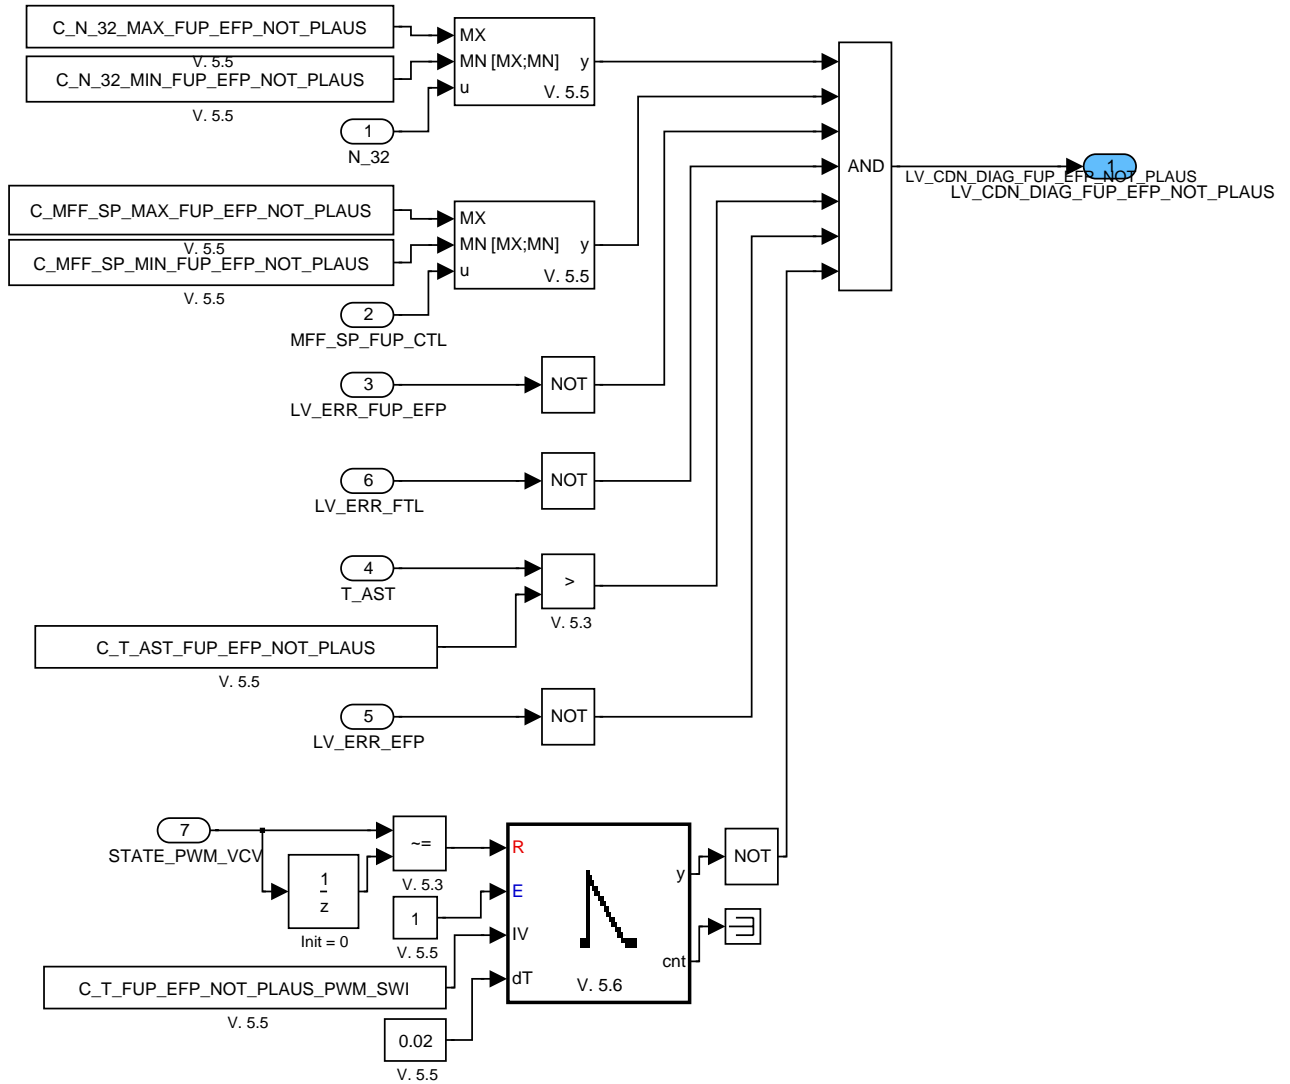 C_N_32_MAX_FUP_EFP_NOT_PLAUS
V. 5.5
C_N_32_MIN_FUP_EFP_NOT_PLAUS
V. 5.5
1
N_32
MX
MN [MX;MN] y
u
V. 5.5
C_MFF_SP_MAX_FUP_EFP_NOT_PLAUS
V. 5.5
C_MFF_SP_MIN_FUP_EFP_NOT_PLAUS
V. 5.5
2
MFF_SP_FUP_CTL
MX
MN [MX;MN] y
u
V. 5.5
3
LV_ERR_FUP_EFP
NOT
6
LV_ERR_FTL
NOT
4
T_AST
>
V. 5.3
C_T_AST_FUP_EFP_NOT_PLAUS
V. 5.5
5
LV_ERR_EFP
NOT
AND
1
LV_CDN_DIAG_FUP_EFP_NOT_PLAUS
LV_CDN_DIAG_FUP_EFP_NOT_PLAUS
7
STATE_PWM_VCV
1
z
Init = 0
~=
V. 5.3
1
V. 5.5
C_T_FUP_EFP_NOT_PLAUS_PWM_SWI
V. 5.5
0.02
V. 5.5
R
E
IV
dT
y
cnt
V. 5.6
NOT